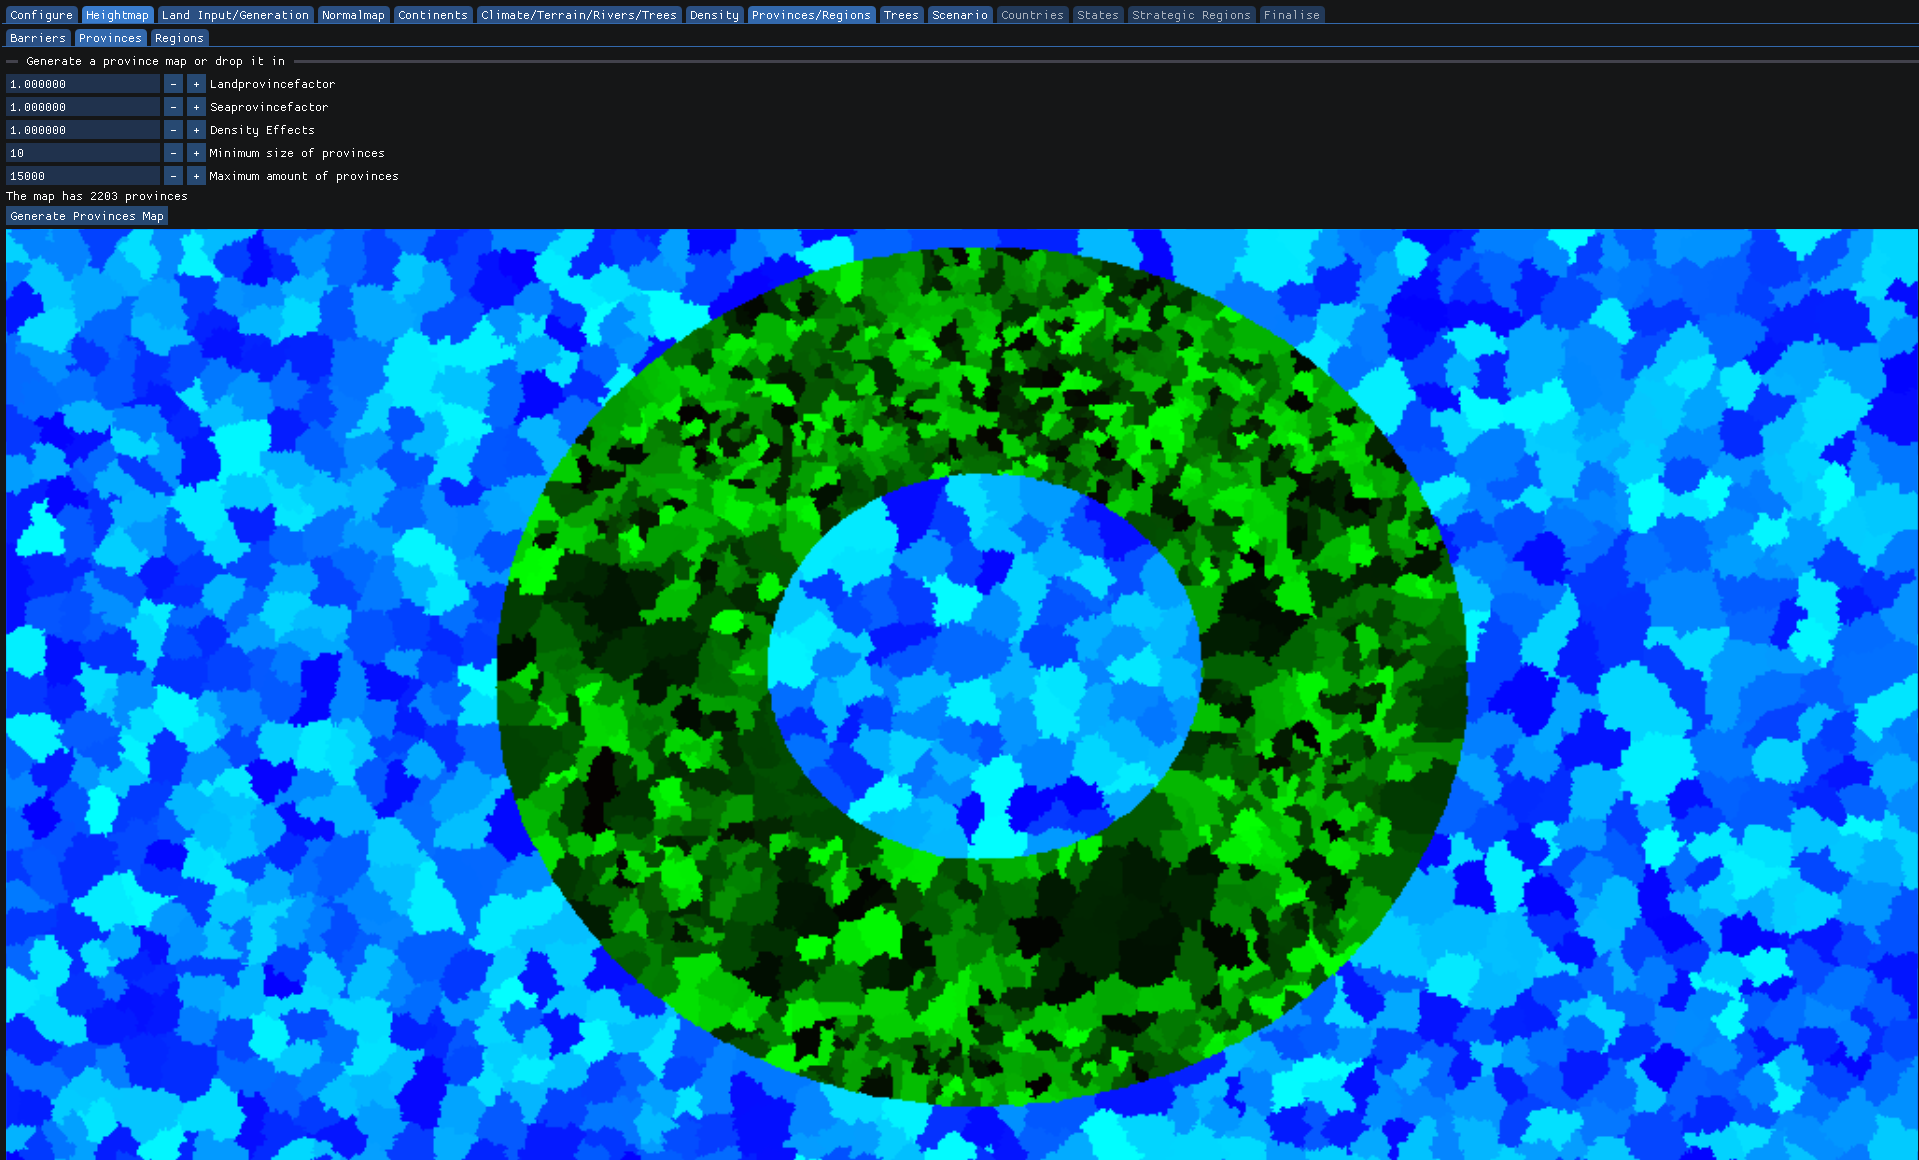 Configure Heightmap Land Input/Generation Normalmap Continents Climate/Terrain/Rivers/Trees Density Provinces/Regions Trees Scenario Countries States Strategic Regions Finalise
Barriers Provinces Regions
Generate a province map or drop it in
1.000000 - + Landprovincefactor
1.000000 - + Seaprovincefactor
1.000000 - + Density Effects
10 - + Minimum size of provinces
15000 - + Maximum amount of provinces
The map has 2203 provinces
Generate Provinces Map